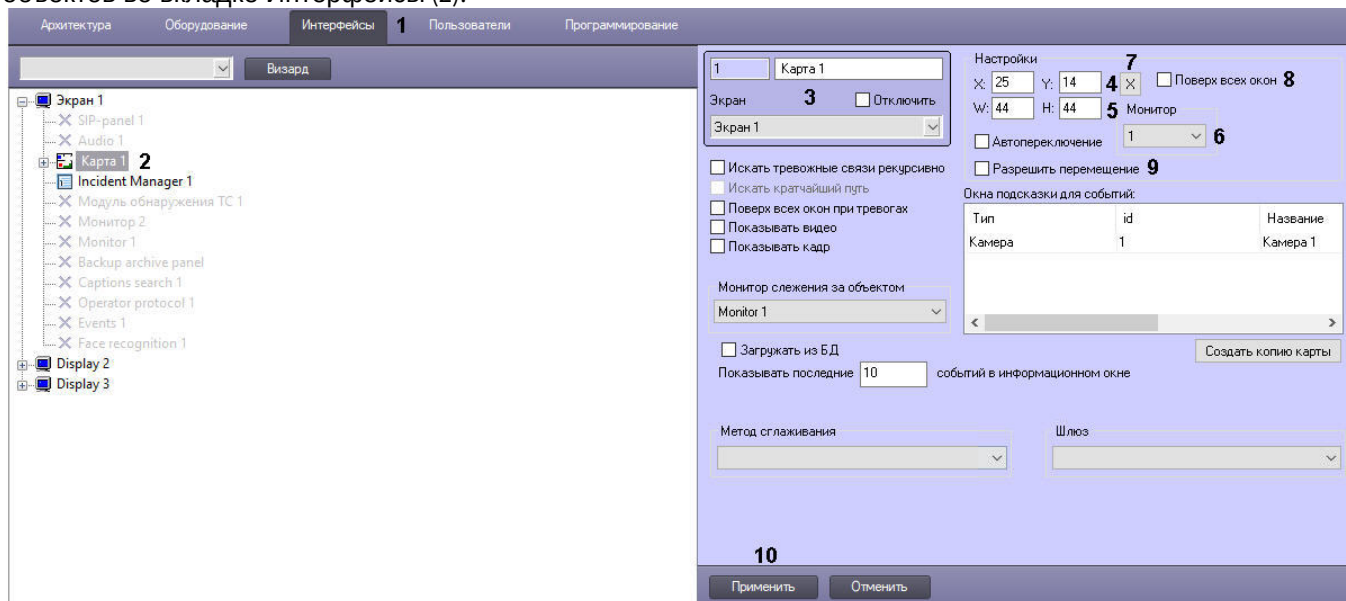 объектов во вкладке Интерфейсы (2).
Архитектура Оборудование Интерфейсы 1 Пользователи Программирование
Визард
Экран 1
SIP-panel 1
Audio 1
Карта 1 2
Incident Manager 1
Модуль обнаружения ТС 1
Монитор 2
Monitor 1
Backup archive panel
Captions search 1
Operator protocol 1
Events 1
Face recognition 1
Display 2
Display 3
1 Карта 1
Экран 3 Отключить
Экран 1
Настройки 7
X: 25 Y: 14 4 X Поверх всех окон 8
W: 44 H: 44 5 Монитор
Автопереключение 1 6
Разрешить перемещение 9
Искать тревожные связи рекурсивно
Искать кратчайший путь
Поверх всех окон при тревогах
Показывать видео
Показывать кадр
Окна подсказки для событий:
Тип id Название
Камера 1 Камера 1
Монитор слежения за объектом
Monitor 1
Загружать из БД
Создать копию карты
Показывать последние 10 событий в информационном окне
Метод сглаживания Шлюз
10
Применить Отменить